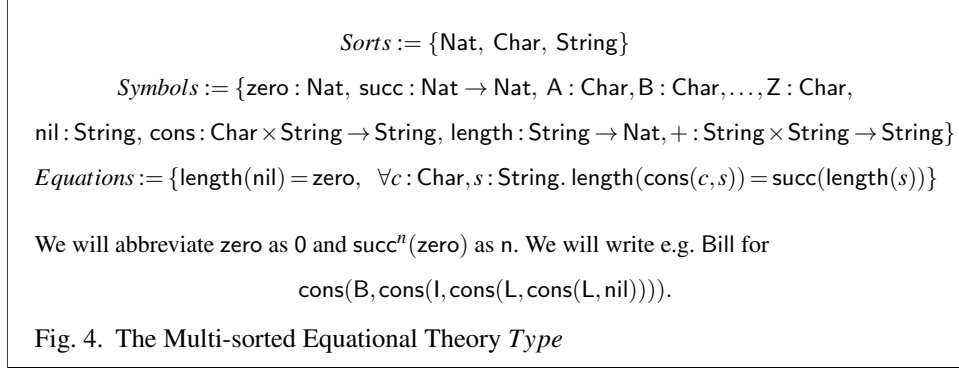 Sorts := {Nat, Char, String}
Symbols := {zero : Nat, succ : Nat → Nat, A : Char, B : Char, . . . , Z : Char,
nil : String, cons : Char × String → String, length : String → Nat, + : String × String → String}
Equations := {length(nil) = zero, ∀c : Char, s : String. length(cons(c, s)) = succ(length(s))}
We will abbreviate zero as 0 and succⁿ(zero) as n. We will write e.g. Bill for
cons(B, cons(I, cons(L, cons(L, nil)))).
Fig. 4. The Multi-sorted Equational Theory Type